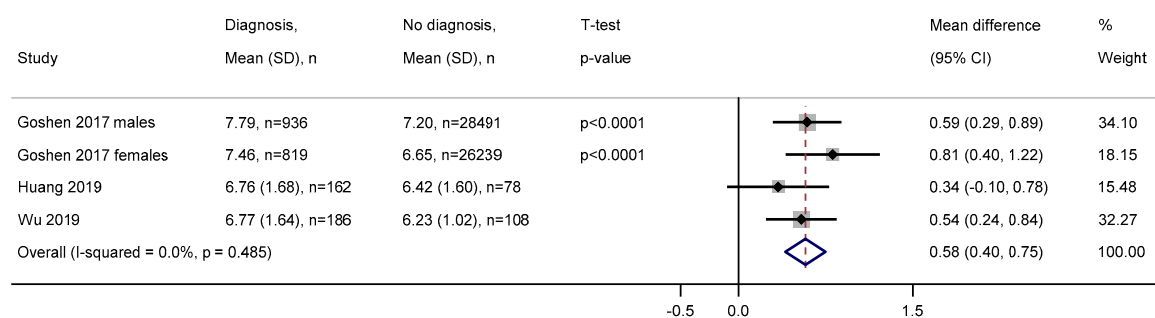 Diagnosis, No diagnosis, T-test Mean difference %
Study Mean (SD), n Mean (SD), n p-value (95% CI) Weight
Goshen 2017 males 7.79, n=936 7.20, n=28491 p<0.0001 0.59 (0.29, 0.89) 34.10
Goshen 2017 females 7.46, n=819 6.65, n=26239 p<0.0001 0.81 (0.40, 1.22) 18.15
Huang 2019 6.76 (1.68), n=162 6.42 (1.60), n=78 0.34 (-0.10, 0.78) 15.48
Wu 2019 6.77 (1.64), n=186 6.23 (1.02), n=108 0.54 (0.24, 0.84) 32.27
Overall (I-squared = 0.0%, p = 0.485) 0.58 (0.40, 0.75) 100.00
-0.5 0.0 1.5